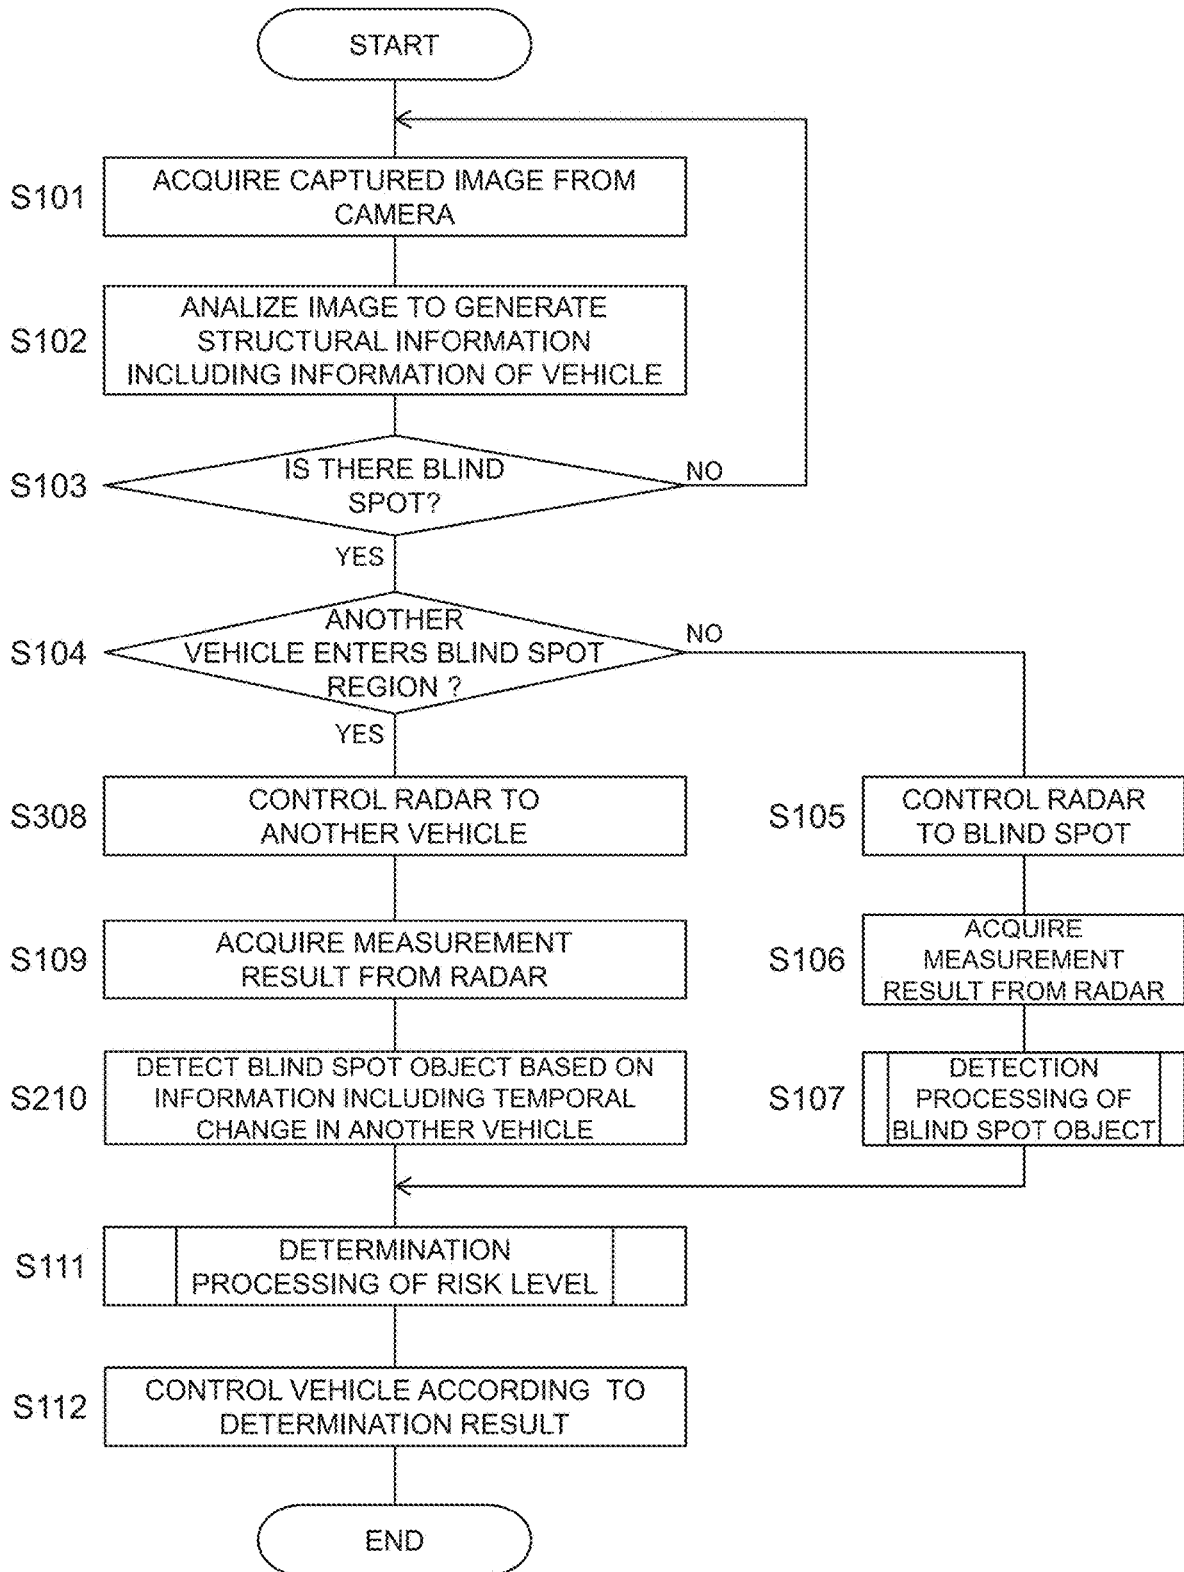 START
S101
ACQUIRE CAPTURED IMAGE FROM
CAMERA
S102
ANALIZE IMAGE TO GENERATE
STRUCTURAL INFORMATION
INCLUDING INFORMATION OF VEHICLE
S103
IS THERE BLIND
SPOT?
NO
YES
S104
ANOTHER
VEHICLE ENTERS BLIND SPOT
REGION ?
NO
YES
S308
CONTROL RADAR TO
ANOTHER VEHICLE
S105
CONTROL RADAR
TO BLIND SPOT
S109
ACQUIRE MEASUREMENT
RESULT FROM RADAR
S106
ACQUIRE
MEASUREMENT
RESULT FROM RADAR
S210
DETECT BLIND SPOT OBJECT BASED ON
INFORMATION INCLUDING TEMPORAL
CHANGE IN ANOTHER VEHICLE
S107
DETECTION
PROCESSING OF
BLIND SPOT OBJECT
S111
DETERMINATION
PROCESSING OF RISK LEVEL
S112
CONTROL VEHICLE ACCORDING TO
DETERMINATION RESULT
END